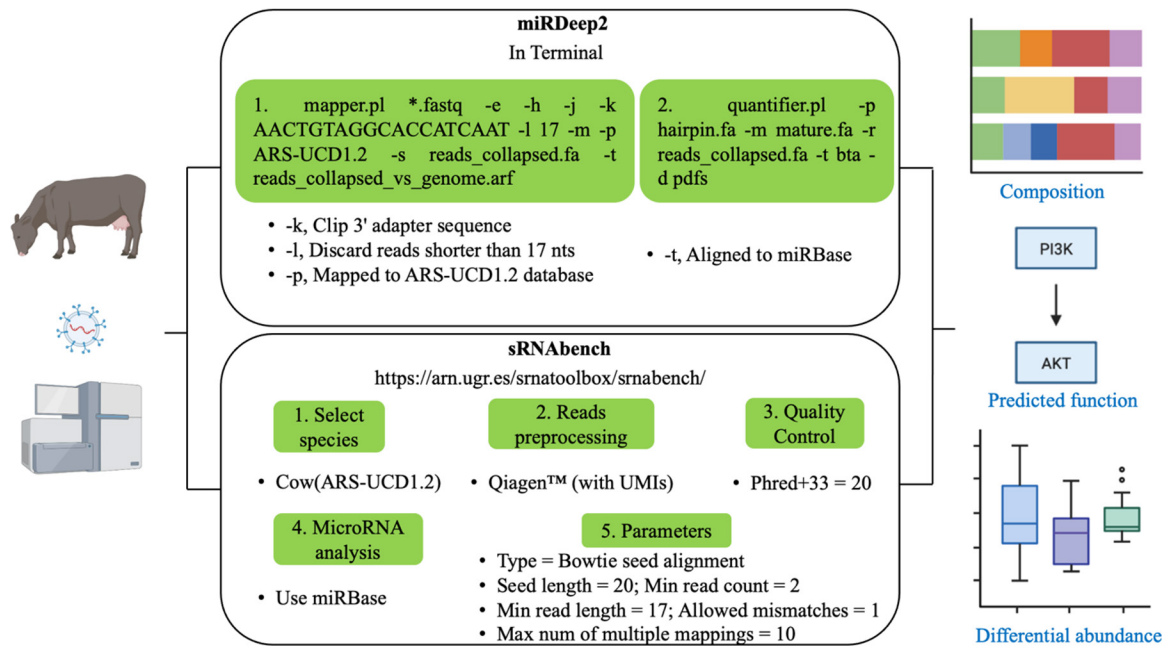 miRDeep2
In Terminal
1. mapper.pl *.fastq -e -h -j -k
AACTGTAGGCACCATCAAT -l 17 -m -p
ARS-UCD1.2 -s reads_collapsed.fa -t
reads_collapsed_vs_genome.arf
2. quantifier.pl -p
hairpin.fa -m mature.fa -r
reads_collapsed.fa -t bta -
d pdfs
• -k, Clip 3' adapter sequence
• -l, Discard reads shorter than 17 nts
• -p, Mapped to ARS-UCD1.2 database
• -t, Aligned to miRBase
sRNAbench
https://arn.ugr.es/srnatoolbox/srnabench/
1. Select
species
• Cow(ARS-UCD1.2)
2. Reads
preprocessing
• Qiagen™ (with UMIs)
3. Quality
Control
• Phred+33 = 20
4. MicroRNA
analysis
• Use miRBase
5. Parameters
• Type = Bowtie seed alignment
• Seed length = 20; Min read count = 2
• Min read length = 17; Allowed mismatches = 1
• Max num of multiple mappings = 10
Composition
PI3K
AKT
Predicted function
Differential abundance